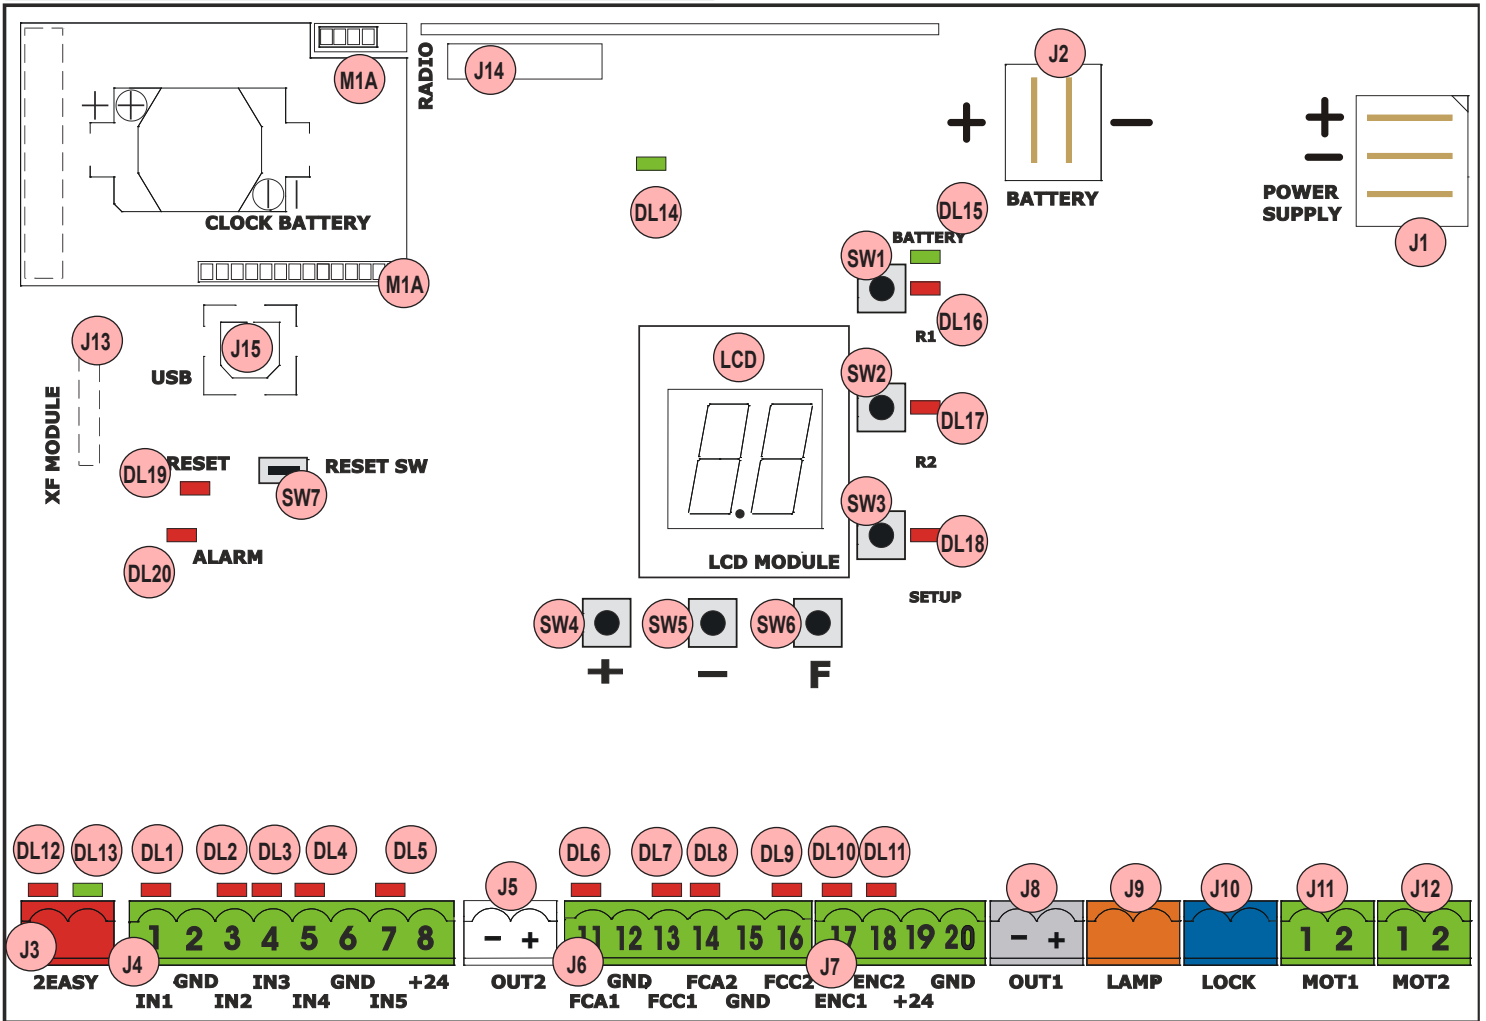 M1A
RADIO
J14
J2
+
-
BATTERY
+
-
POWER
SUPPLY
J1
+
-
CLOCK BATTERY
M1A
DL14
DL15
BATTERY
SW1
DL16
R1
J13
XF MODULE
J15
USB
LCD
SW2
DL17
R2
DL19
RESET
RESET SW
SW7
DL20
ALARM
SW3
DL18
LCD MODULE
SETUP
SW4
SW5
SW6
+
-
F
DL12 DL13 DL1 DL2 DL3 DL4 DL5 DL6 DL7 DL8 DL9 DL10 DL11
J5 J8 J9 J10 J11 J12
J3 J4 J6 J7
1 2 3 4 5 6 7 8 - + 11 12 13 14 15 16 17 18 19 20 - + 1 2 1 2
2EASY GND IN3 GND +24 OUT2 GND FCA2 FCC2 ENC2 GND OUT1 LAMP LOCK MOT1 MOT2
IN1 IN2 IN4 IN5 FCA1 FCC1 GND ENC1 +24